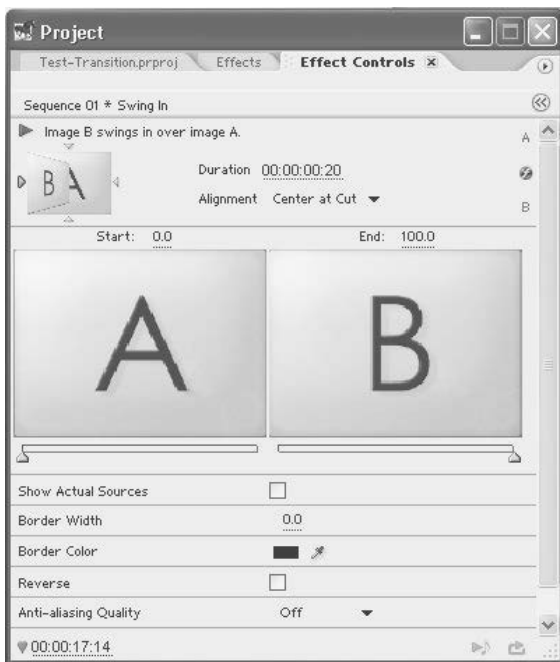 Project
Test-Transition.prproj Effects Effect Controls
Sequence 01 * Swing In
Image B swings in over image A.
A
B A
Duration 00:00:00:20
Alignment Center at Cut
B
Start: 0.0 End: 100.0
A B
Show Actual Sources
Border Width 0.0
Border Color
Reverse
Anti-aliasing Quality Off
00:00:17:14